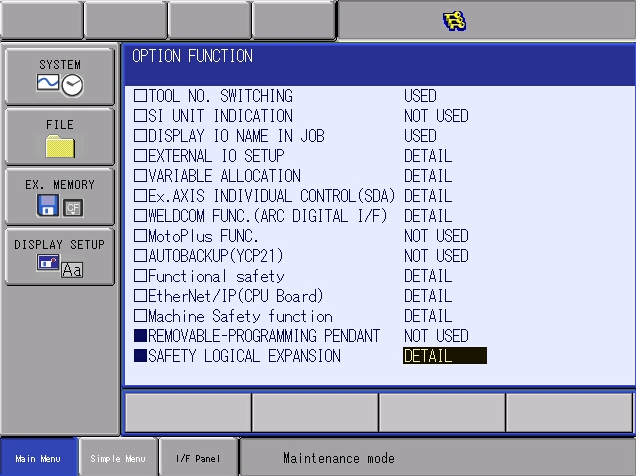 OPTION FUNCTION
SYSTEM
FILE
EX. MEMORY
CF
DISPLAY SETUP
Aa
□TOOL NO. SWITCHING USED
□SI UNIT INDICATION NOT USED
□DISPLAY IO NAME IN JOB USED
□EXTERNAL IO SETUP DETAIL
□VARIABLE ALLOCATION DETAIL
□Ex.AXIS INDIVIDUAL CONTROL(SDA) DETAIL
□WELDCOM FUNC.(ARC DIGITAL I/F) DETAIL
□MotoPlus FUNC. NOT USED
□AUTOBACKUP(YCP21) NOT USED
□Functional safety DETAIL
□EtherNet/IP(CPU Board) DETAIL
□Machine Safety function DETAIL
■REMOVABLE-PROGRAMMING PENDANT NOT USED
■SAFETY LOGICAL EXPANSION DETAIL
Main Menu
Simple Menu
I/F Panel
Maintenance mode